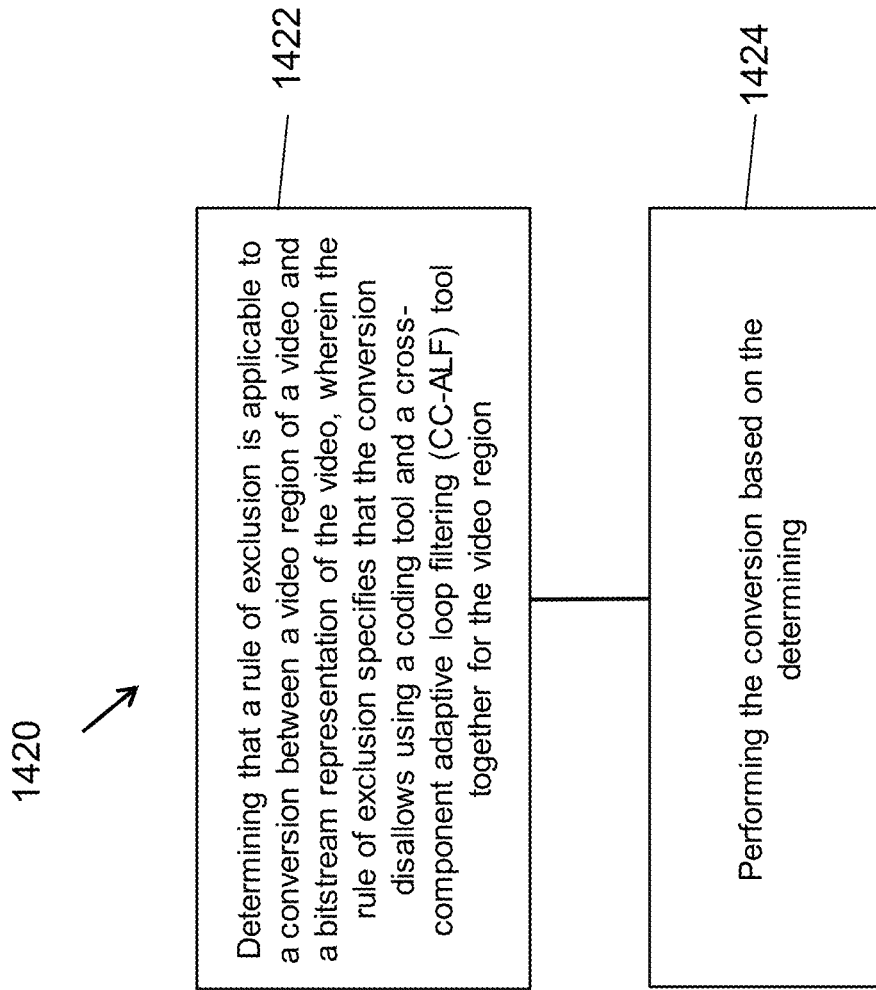 1420
Determining that a rule of exclusion is applicable to
a conversion between a video region of a video and
a bitstream representation of the video, wherein the
rule of exclusion specifies that the conversion
disallows using a coding tool and a cross-
component adaptive loop filtering (CC-ALF) tool
together for the video region
1422
Performing the conversion based on the
determining
1424